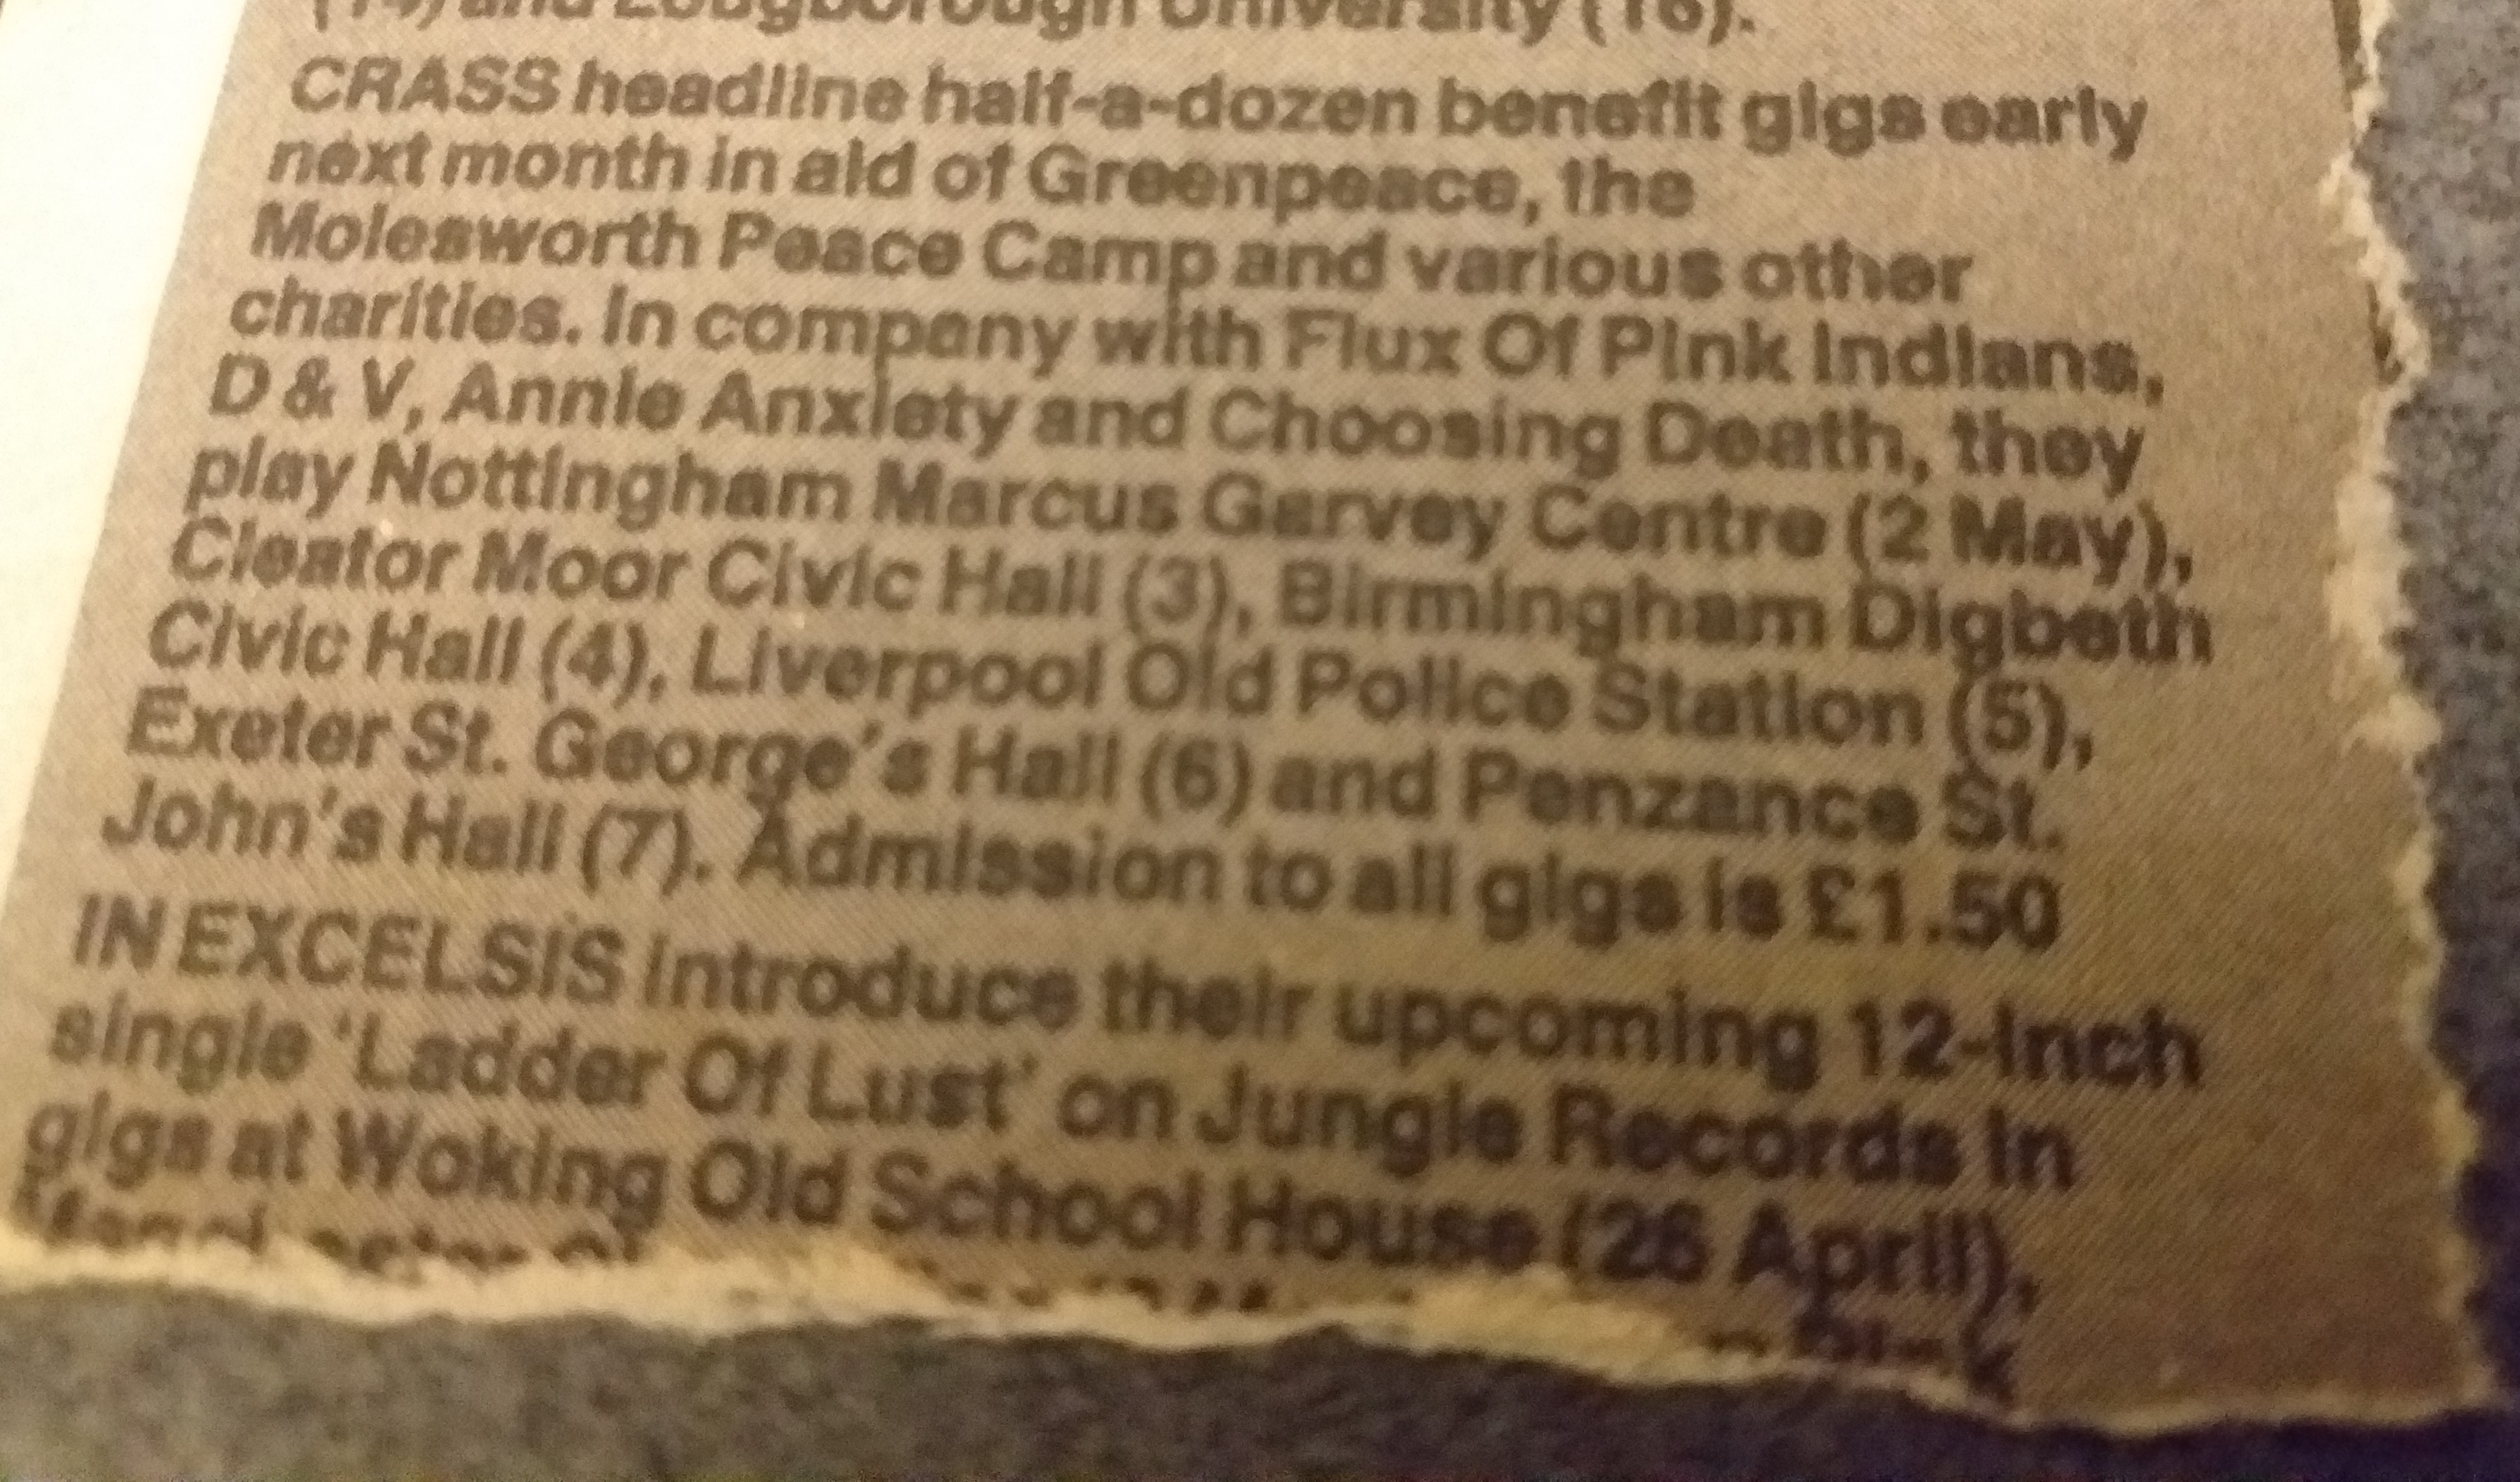 (14) and Lougborough University (16).
CRASS headline half-a-dozen benefit gigs early
next month in aid of Greenpeace, the
Molesworth Peace Camp and various other
charities. In company with Flux Of Pink Indians,
D & V, Annie Anxiety and Choosing Death, they
play Nottingham Marcus Garvey Centre (2 May),
Cleator Moor Civic Hall (3), Birmingham Digbeth
Civic Hall (4), Liverpool Old Police Station (5),
Exeter St. George's Hall (6) and Penzance St.
John's Hall (7). Admission to all gigs is £1.50
IN EXCELSIS introduce their upcoming 12-inch
single 'Ladder Of Lust' on Jungle Records in
gigs at Woking Old School House (26 April),